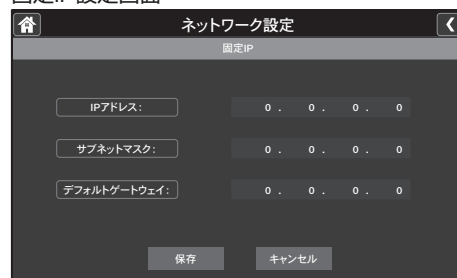 固定IP設定画面
ネットワーク設定
固定IP
IPアドレス： 0 . 0 . 0 . 0
サブネットマスク： 0 . 0 . 0 . 0
デフォルトゲートウェイ： 0 . 0 . 0 . 0
保存 キャンセル